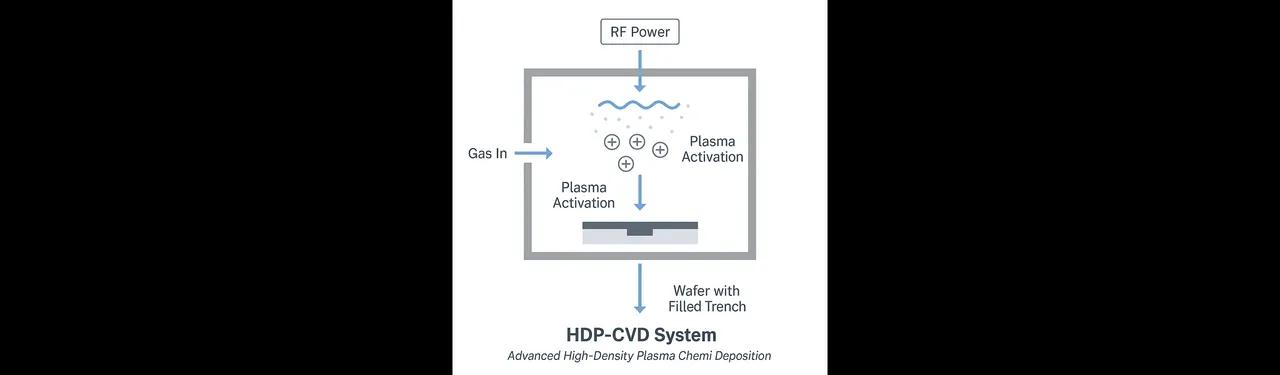 RF Power
Gas In
Plasma
Activation
Plasma
Activation
Wafer with
Filled Trench
HDP-CVD System
Advanced High-Density Plasma Chemi Deposition